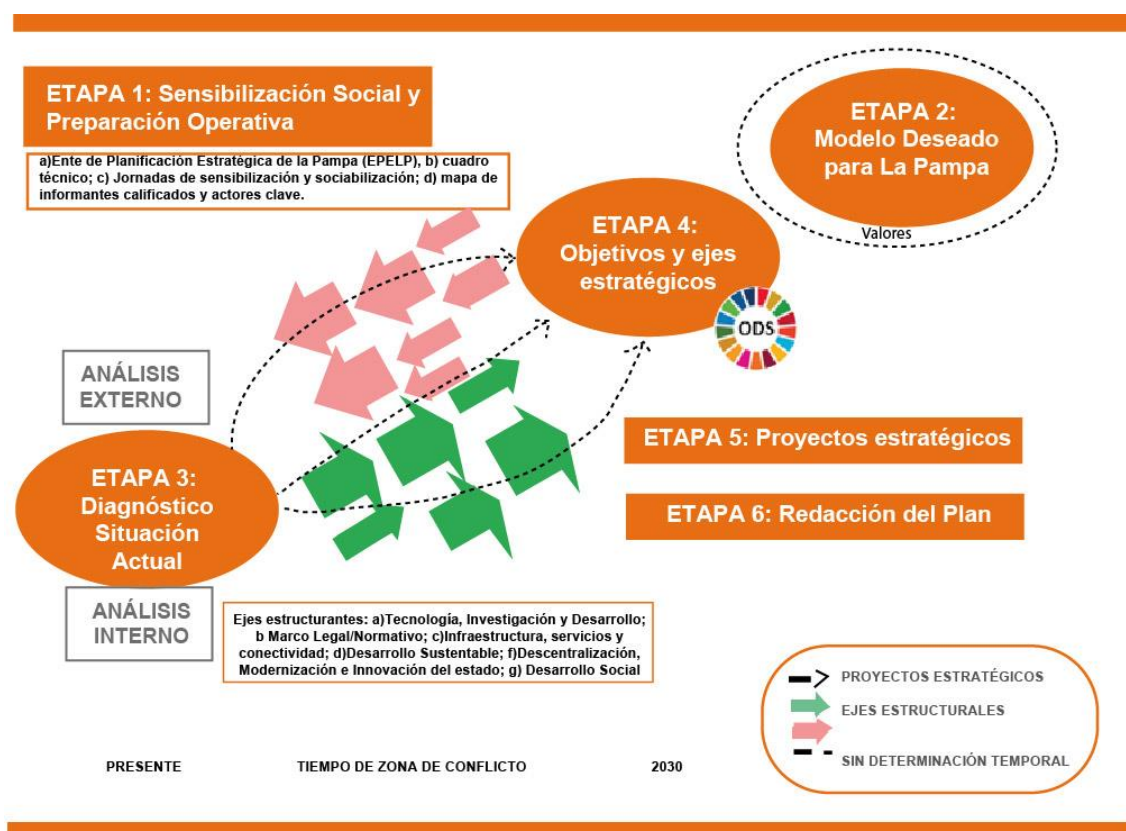 ETAPA 1: Sensibilización Social y
Preparación Operativa
a)Ente de Planificación Estratégica de la Pampa (EPELP), b) cuadro
técnico; c) Jornadas de sensibilización y sociabilización; d) mapa de
informantes calificados y actores clave.
ETAPA 2:
Modelo Deseado
para La Pampa
Valores
ETAPA 4:
Objetivos y ejes
estratégicos
ODS
ANÁLISIS
EXTERNO
ETAPA 3:
Diagnóstico
Situación
Actual
ANÁLISIS
INTERNO
ETAPA 5: Proyectos estratégicos
ETAPA 6: Redacción del Plan
Ejes estructurantes: a)Tecnología, Investigación y Desarrollo;
b Marco Legal/Normativo; c)Infraestructura, servicios y
conectividad; d)Desarrollo Sustentable; f)Descentralización,
Modernización e Innovación del estado; g) Desarrollo Social
PROYECTOS ESTRATÉGICOS
EJES ESTRUCTURALES
SIN DETERMINACIÓN TEMPORAL
PRESENTE
TIEMPO DE ZONA DE CONFLICTO
2030